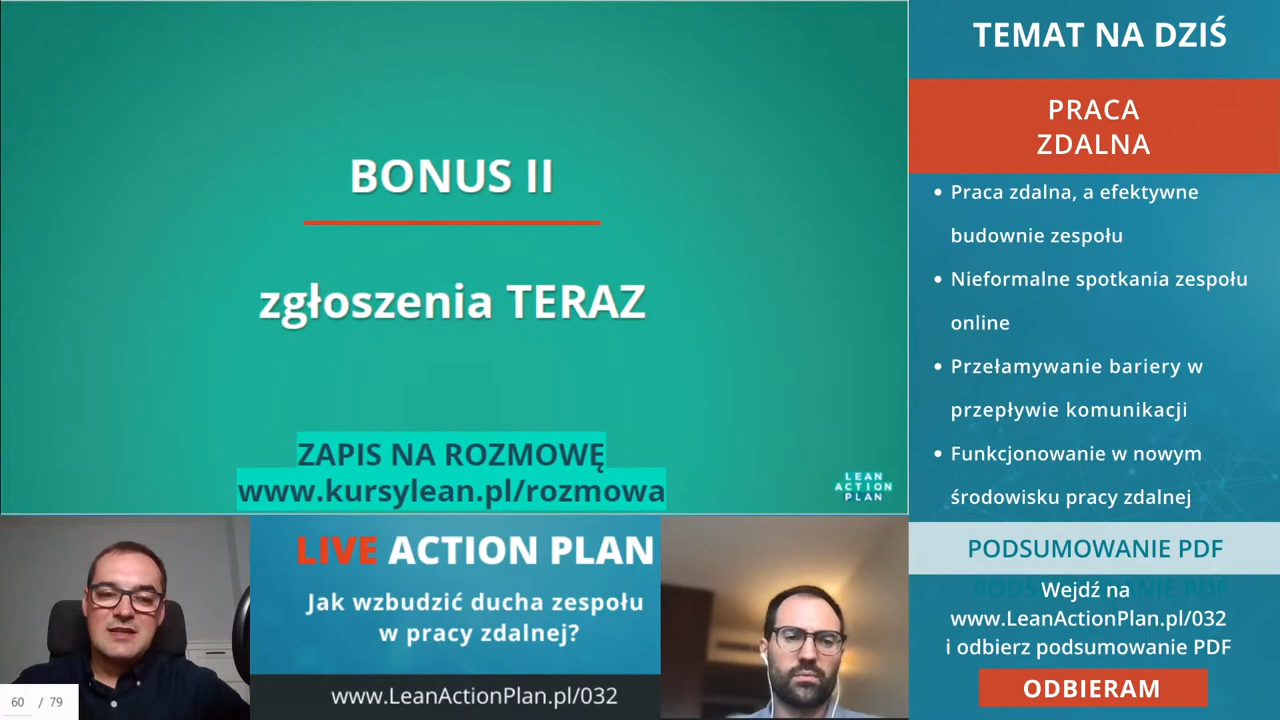 BONUS II
zgłoszenia TERAZ
ZAPIS NA ROZMOWĘ
www.kursylean.pl/rozmowa
LEAN
ACTION
PLAN
60 / 79
LIVE ACTION PLAN
Jak wzbudzić ducha zespołu
w pracy zdalnej?
www.LeanActionPlan.pl/032
TEMAT NA DZIŚ
PRACA
ZDALNA
• Praca zdalna, a efektywne
budownie zespołu
• Nieformalne spotkania zespołu
online
• Przełamywanie bariery w
przepływie komunikacji
• Funkcjonowanie w nowym
środowisku pracy zdalnej
PODSUMOWANIE PDF
Wejdź na
www.LeanActionPlan.pl/032
i odbierz podsumowanie PDF
ODBIERAM